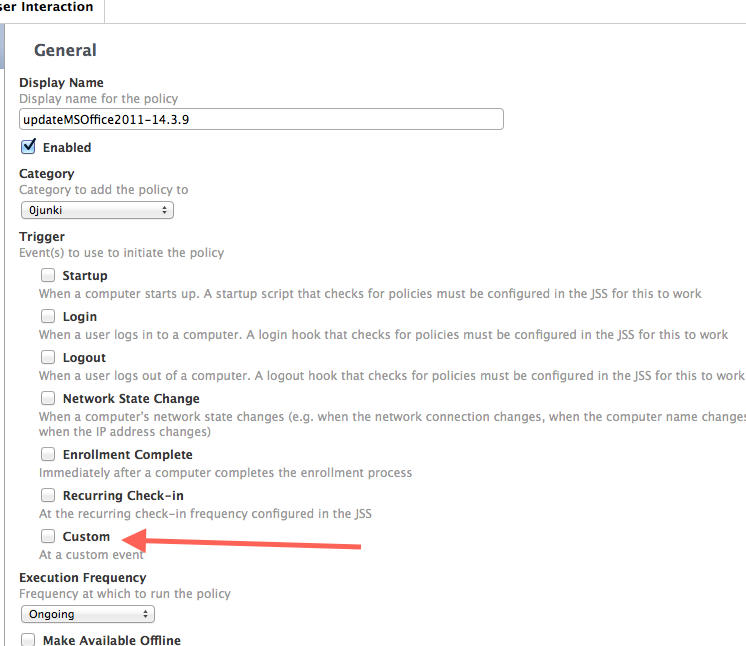 ser Interaction
General
Display Name
Display name for the policy
updateMSOffice2011-14.3.9
Enabled
Category
Category to add the policy to
0junki
Trigger
Event(s) to use to initiate the policy
Startup
When a computer starts up. A startup script that checks for policies must be configured in the JSS for this to work
Login
When a user logs in to a computer. A login hook that checks for policies must be configured in the JSS for this to work
Logout
When a user logs out of a computer. A logout hook that checks for policies must be configured in the JSS for this to work
Network State Change
When a computer's network state changes (e.g. when the network connection changes, when the computer name changes
when the IP address changes)
Enrollment Complete
Immediately after a computer completes the enrollment process
Recurring Check-in
At the recurring check-in frequency configured in the JSS
Custom
At a custom event
Execution Frequency
Frequency at which to run the policy
Ongoing
Make Available Offline